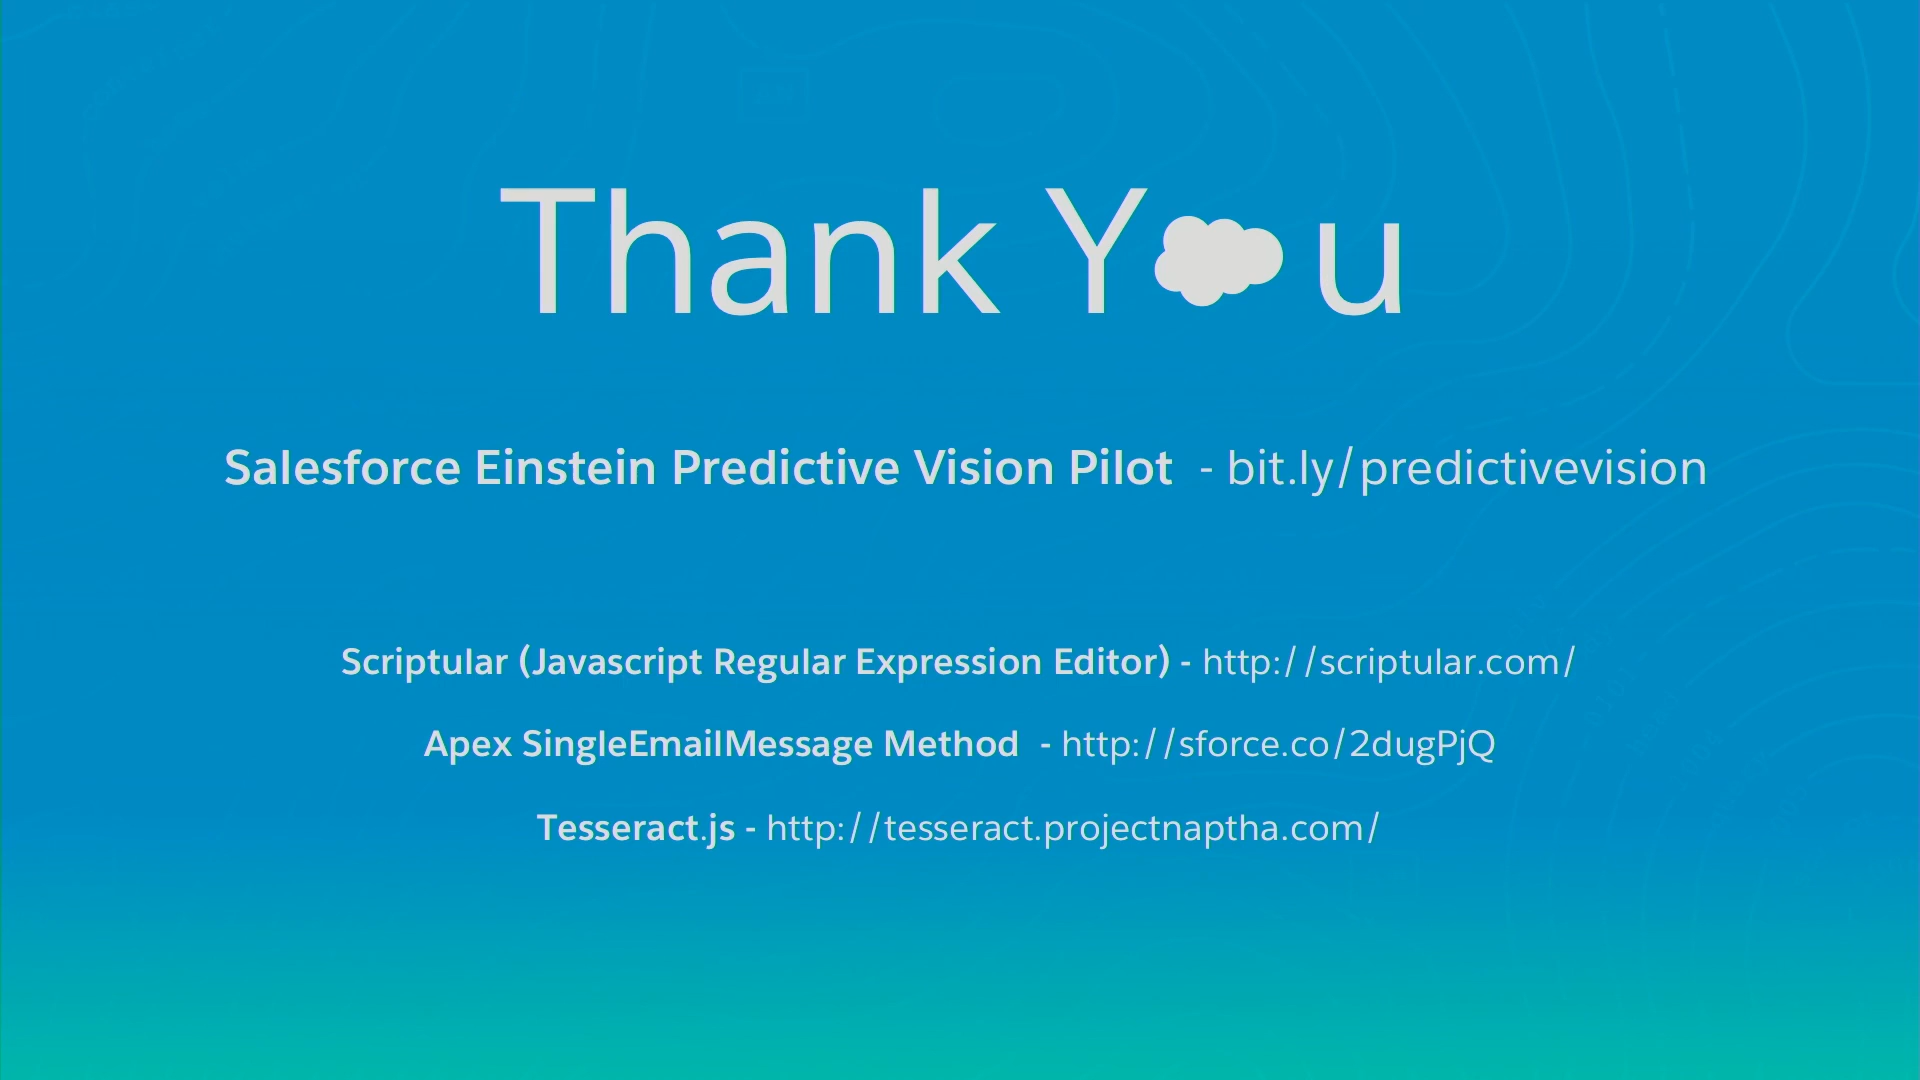 Thank Y u
Salesforce Einstein Predictive Vision Pilot - bit.ly/predictivevision
Scriptular (Javascript Regular Expression Editor) - http://scriptular.com/
Apex SingleEmailMessage Method - http://sforce.co/2dugPjQ
Tesseract.js - http://tesseract.projectnaptha.com/